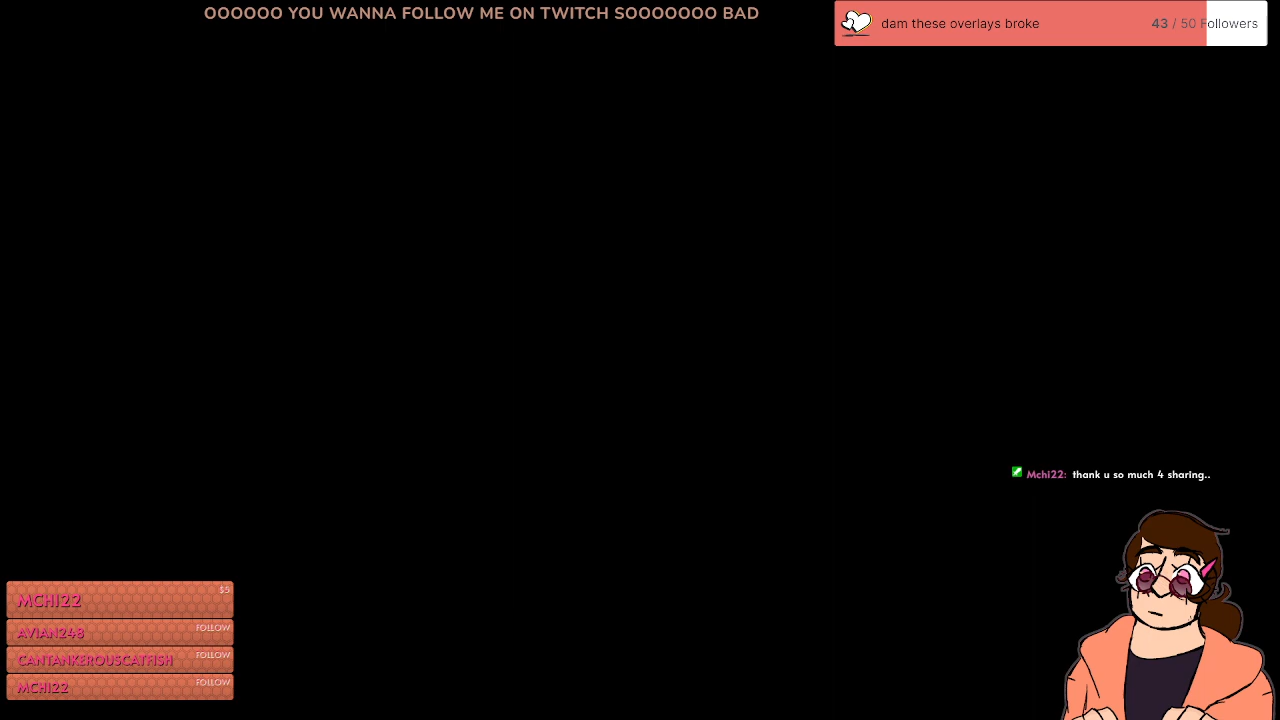 OOOOOO YOU WANNA FOLLOW ME ON TWITCH SOOOOOOO BAD
dam these overlays broke 43 / 50 Followers
Mchi22: thank u so much 4 sharing..
MCHI22 $5
AVIAN248 FOLLOW
CANTANKEROUSCATFISH FOLLOW
MCHI22 FOLLOW